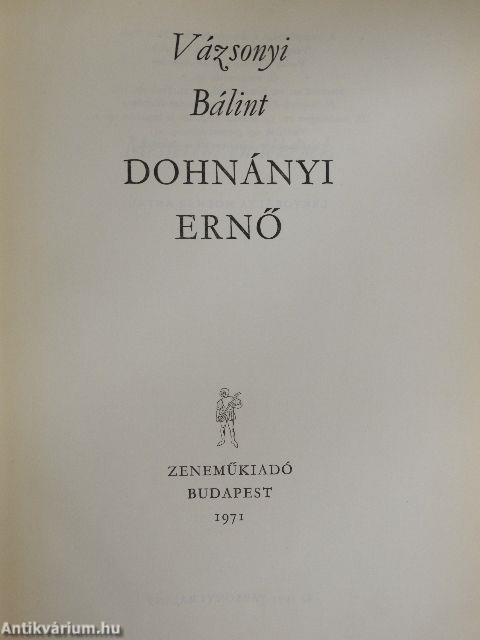 Vázsonyi
Bálint
DOHNÁNYI
ERNŐ
ZENEMŰKIADÓ
BUDAPEST
1971
Antikvárium.hu